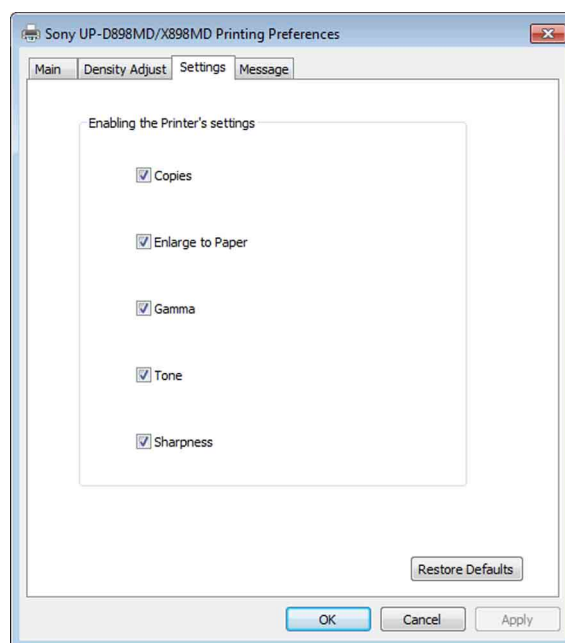 Sony UP-D898MD/X898MD Printing Preferences
Main Density Adjust Settings Message
Enabling the Printer's settings
Copies
Enlarge to Paper
Gamma
Tone
Sharpness
Restore Defaults
OK Cancel Apply